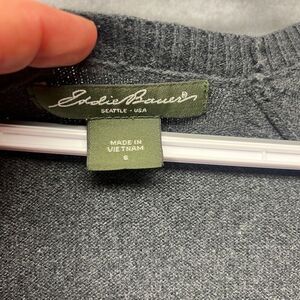 Eddie Bauer®
SEATTLE - USA
MADE IN
VIETNAM